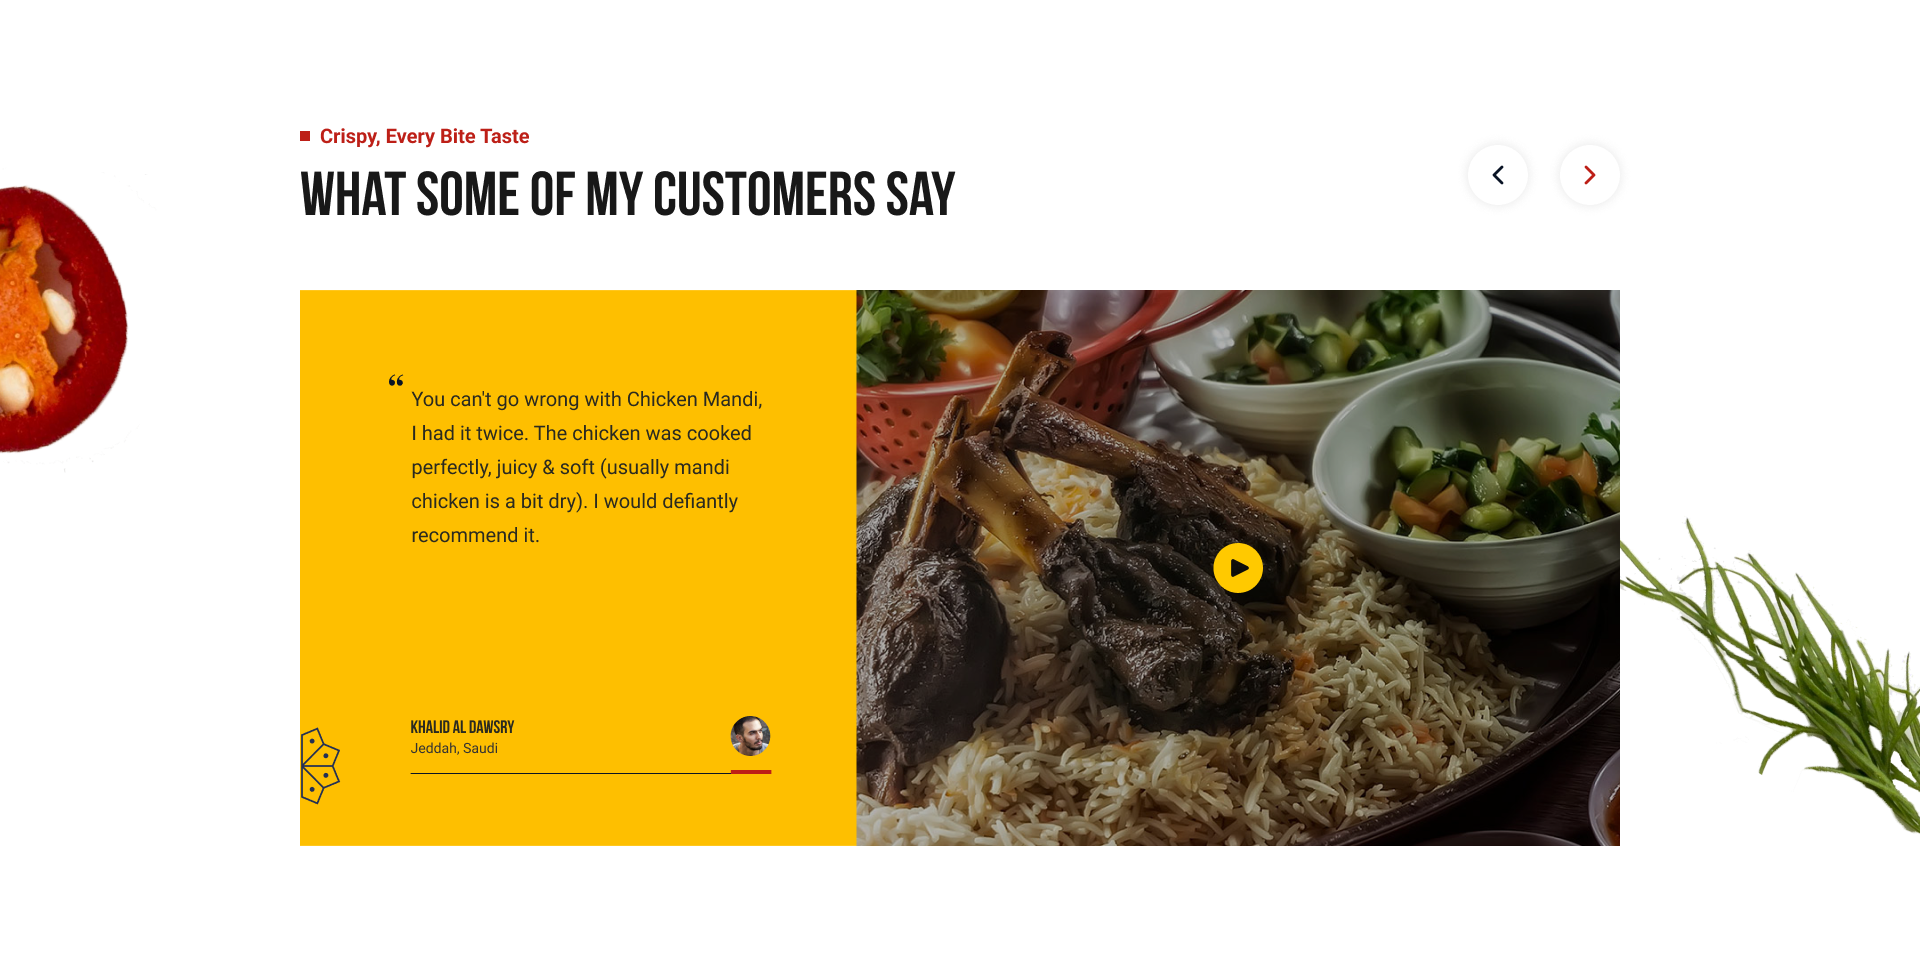 Crispy, Every Bite Taste
WHAT SOME OF MY CUSTOMERS SAY
“
You can't go wrong with Chicken Mandi,
I had it twice. The chicken was cooked
perfectly, juicy & soft (usually mandi
chicken is a bit dry). I would defiantly
recommend it.
KHALID AL DAWSRY
Jeddah, Saudi